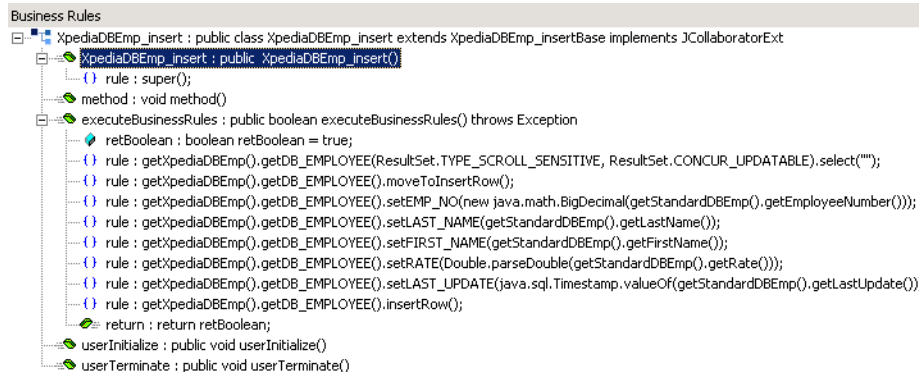 Business Rules
XpediaDBEmp_insert : public class XpediaDBEmp_insert extends XpediaDBEmp_insertBase implements JCollaboratorExt
XpediaDBEmp_insert : public XpediaDBEmp_insert()
{} rule : super();
method : void method()
executeBusinessRules : public boolean executeBusinessRules() throws Exception
retBoolean : boolean retBoolean = true;
{} rule : getXpediaDBEmp().getDB_EMPLOYEE(ResultSet.TYPE_SCROLL_SENSITIVE, ResultSet.CONCUR_UPDATABLE).select("");
{} rule : getXpediaDBEmp().getDB_EMPLOYEE().moveToInsertRow();
{} rule : getXpediaDBEmp().getDB_EMPLOYEE().setEMP_NO(new java.math.BigDecimal(getStandardDBEmp().getEmployeeNumber()));
{} rule : getXpediaDBEmp().getDB_EMPLOYEE().setLAST_NAME(getStandardDBEmp().getLastName());
{} rule : getXpediaDBEmp().getDB_EMPLOYEE().setFIRST_NAME(getStandardDBEmp().getFirstName());
{} rule : getXpediaDBEmp().getDB_EMPLOYEE().setRATE(Double.parseDouble(getStandardDBEmp().getRate()));
{} rule : getXpediaDBEmp().getDB_EMPLOYEE().setLAST_UPDATE(java.sql.Timestamp.valueOf(getStandardDBEmp().getLastUpdate())
{} rule : getXpediaDBEmp().getDB_EMPLOYEE().insertRow();
return : return retBoolean;
userInitialize : public void userInitialize()
userTerminate : public void userTerminate()